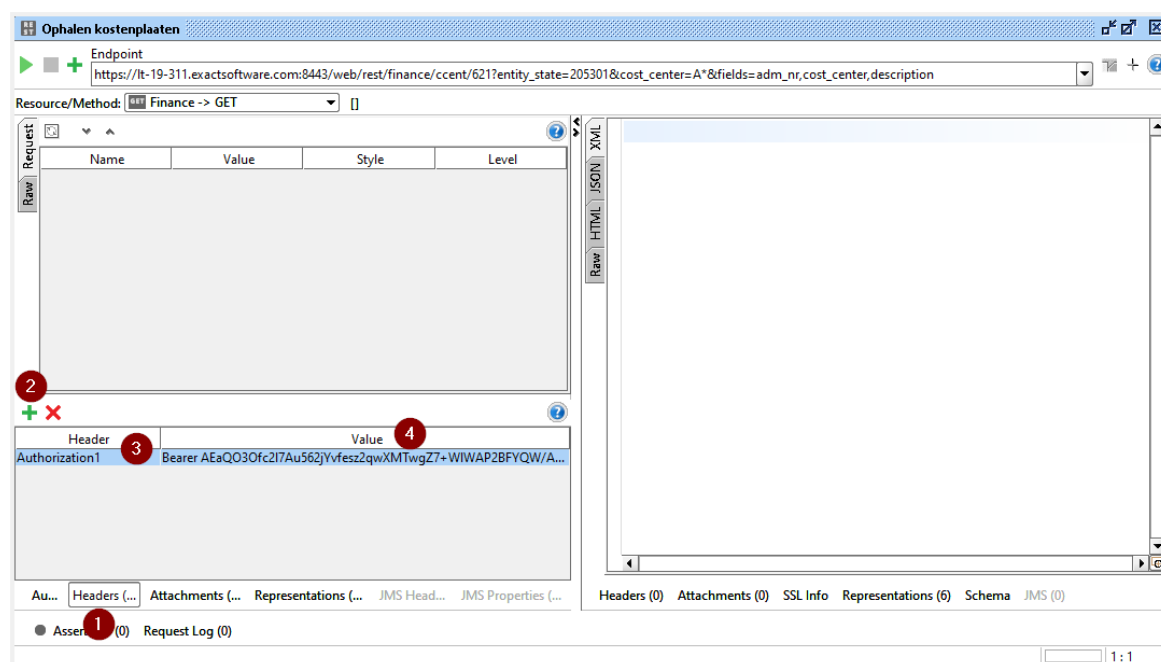 Ophalen kostenplaaten
Endpoint
https://lt-19-311.exactsoftware.com:8443/web/rest/finance/ccent/621?entity_state=205301&cost_center=A*&fields=adm_nr,cost_center,description
Resource/Method: GET Finance -> GET []
Request
Raw
Name Value Style Level
XML
JSON
HTML
Raw
2
Header 3 Value 4
Authorization1 Bearer AEaQO3Ofc2I7Au562jYvfesz2qwXMTwgZ7+WIWAP2BFYQW/A...
Au... Headers (... Attachments (... Representations (... JMS Head... JMS Properties (...
Headers (0) Attachments (0) SSL Info Representations (6) Schema JMS (0)
1
(0) Request Log (0)
1 : 1